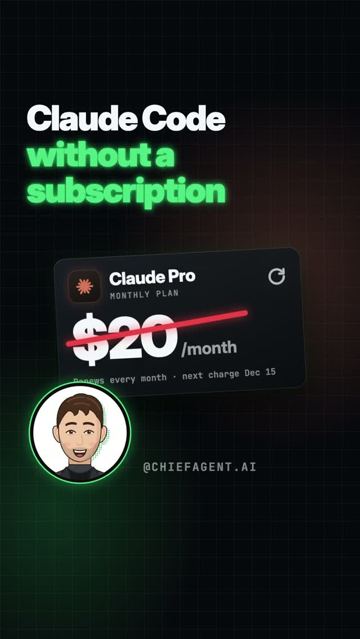 Claude Code
without a
subscription
Claude Pro
MONTHLY PLAN
$20 /month
Renews every month · next charge Dec 15
@CHIEFAGENT.AI